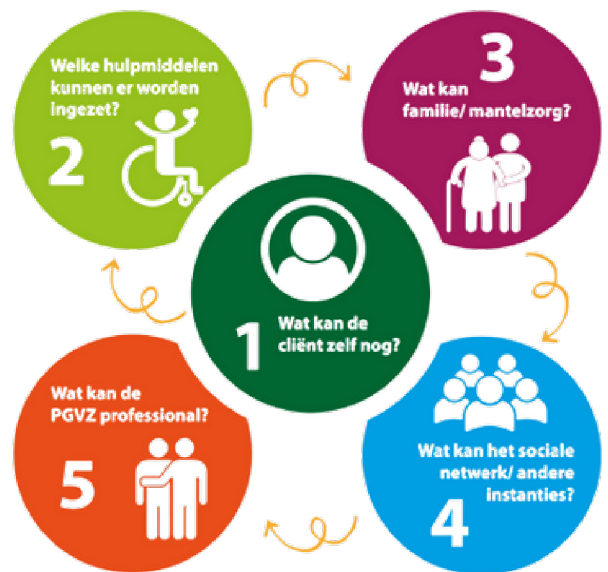 1
Wat kan de
cliënt zelf nog?
Welke hulpmiddelen
kunnen er worden
ingezet?
2
3
Wat kan
familie/ mantelzorg?
Wat kan het sociale
netwerk/ andere
instanties?
4
Wat kan de
PGVZ professional?
5